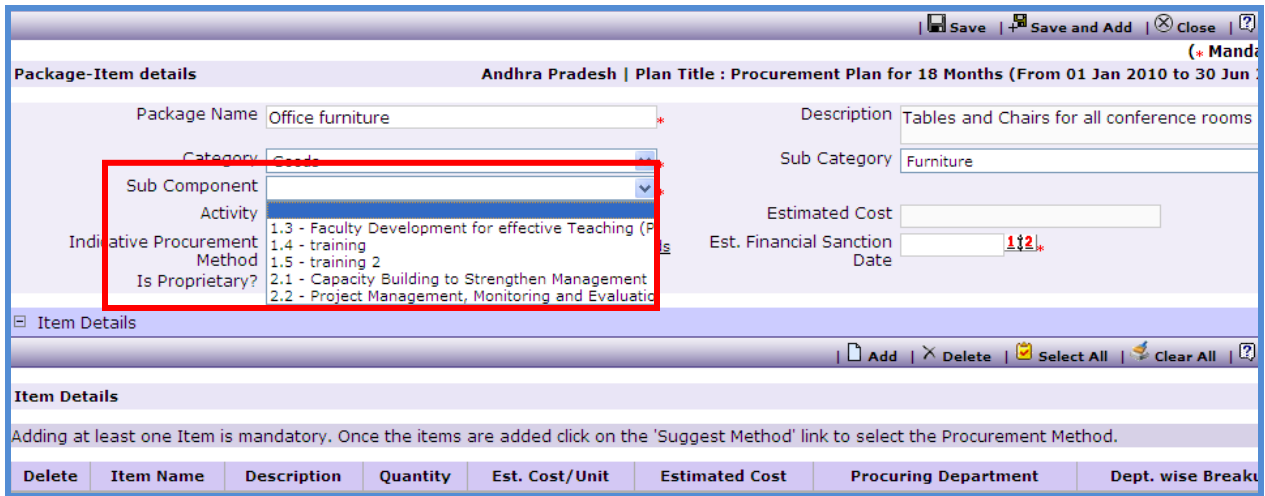 | Save | Save and Add | Close |
(* Manda
Package-Item details Andhra Pradesh | Plan Title : Procurement Plan for 18 Months (From 01 Jan 2010 to 30 Jun
Package Name Office furniture * Description Tables and Chairs for all conference rooms
Category Goods * Sub Category Furniture
Sub Component *
Activity Estimated Cost
1.3 - Faculty Development for effective Teaching (P
Indicative Procurement Method 1.4 - training ls Est. Financial Sanction Date *
1.5 - training 2
Is Proprietary? 2.1 - Capacity Building to Strengthen Management
2.2 - Project Management, Monitoring and Evaluatio
Item Details
| Add | Delete | Select All | Clear All |
Item Details
Adding at least one Item is mandatory. Once the items are added click on the 'Suggest Method' link to select the Procurement Method.
Delete Item Name Description Quantity Est. Cost/Unit Estimated Cost Procuring Department Dept. wise Breaku